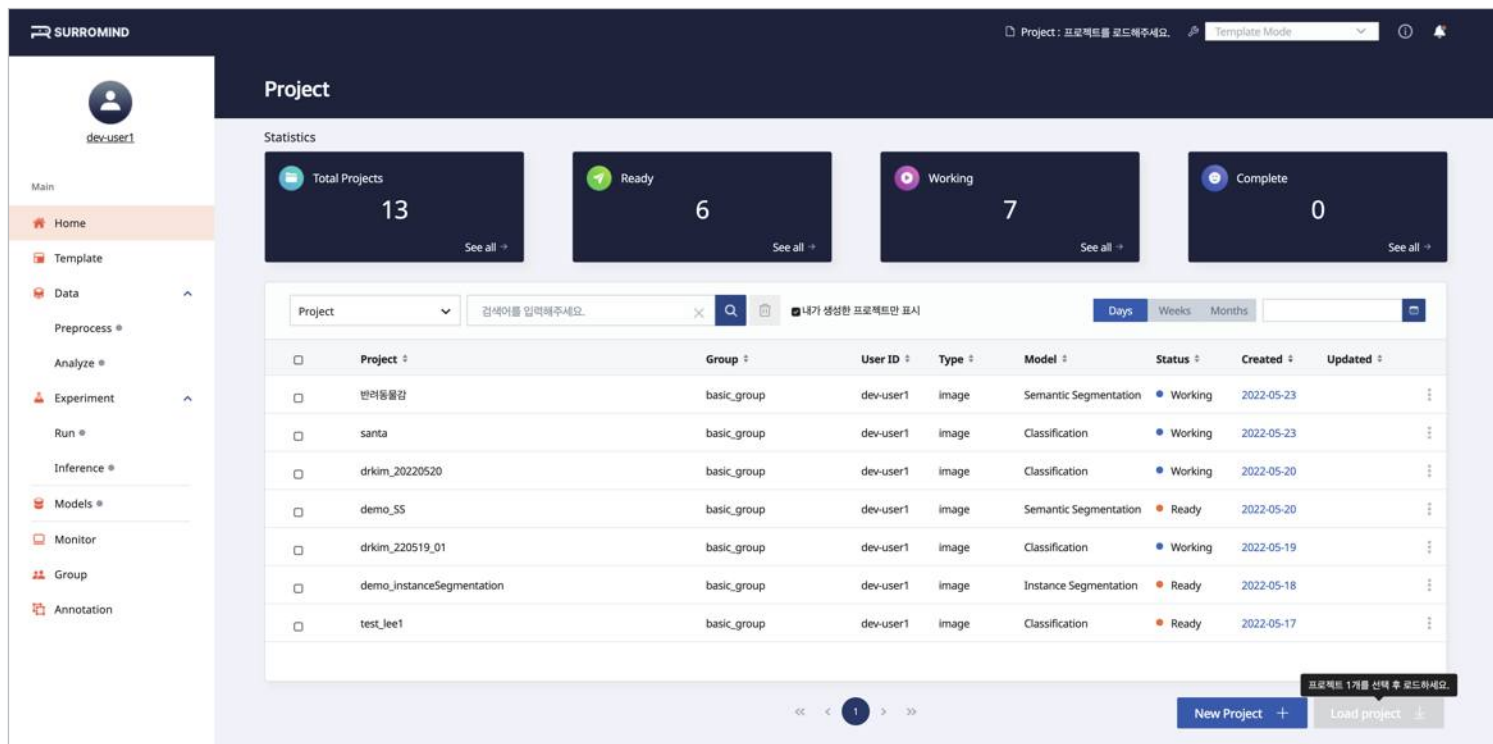 SURROMIND
Project : 프로젝트를 로드해주세요.
Template Mode
dev-user1
Main
Home
Template
Data
Preprocess
Analyze
Experiment
Run
Inference
Models
Monitor
Group
Annotation
Project
Statistics
Total Projects
13
See all →
Ready
6
See all →
Working
7
See all →
Complete
0
See all →
Project
검색어를 입력해주세요.
내가 생성한 프로젝트만 표시
Days Weeks Months
Project Group User ID Type Model Status Created Updated
반려동물감 basic_group dev-user1 image Semantic Segmentation Working 2022-05-23
santa basic_group dev-user1 image Classification Working 2022-05-23
drkim_20220520 basic_group dev-user1 image Classification Working 2022-05-20
demo_SS basic_group dev-user1 image Semantic Segmentation Ready 2022-05-20
drkim_220519_01 basic_group dev-user1 image Classification Working 2022-05-19
demo_instanceSegmentation basic_group dev-user1 image Instance Segmentation Ready 2022-05-18
test_lee1 basic_group dev-user1 image Classification Ready 2022-05-17
프로젝트 1개를 선택 후 로드하세요.
« < 1 > »
New Project +
Load project